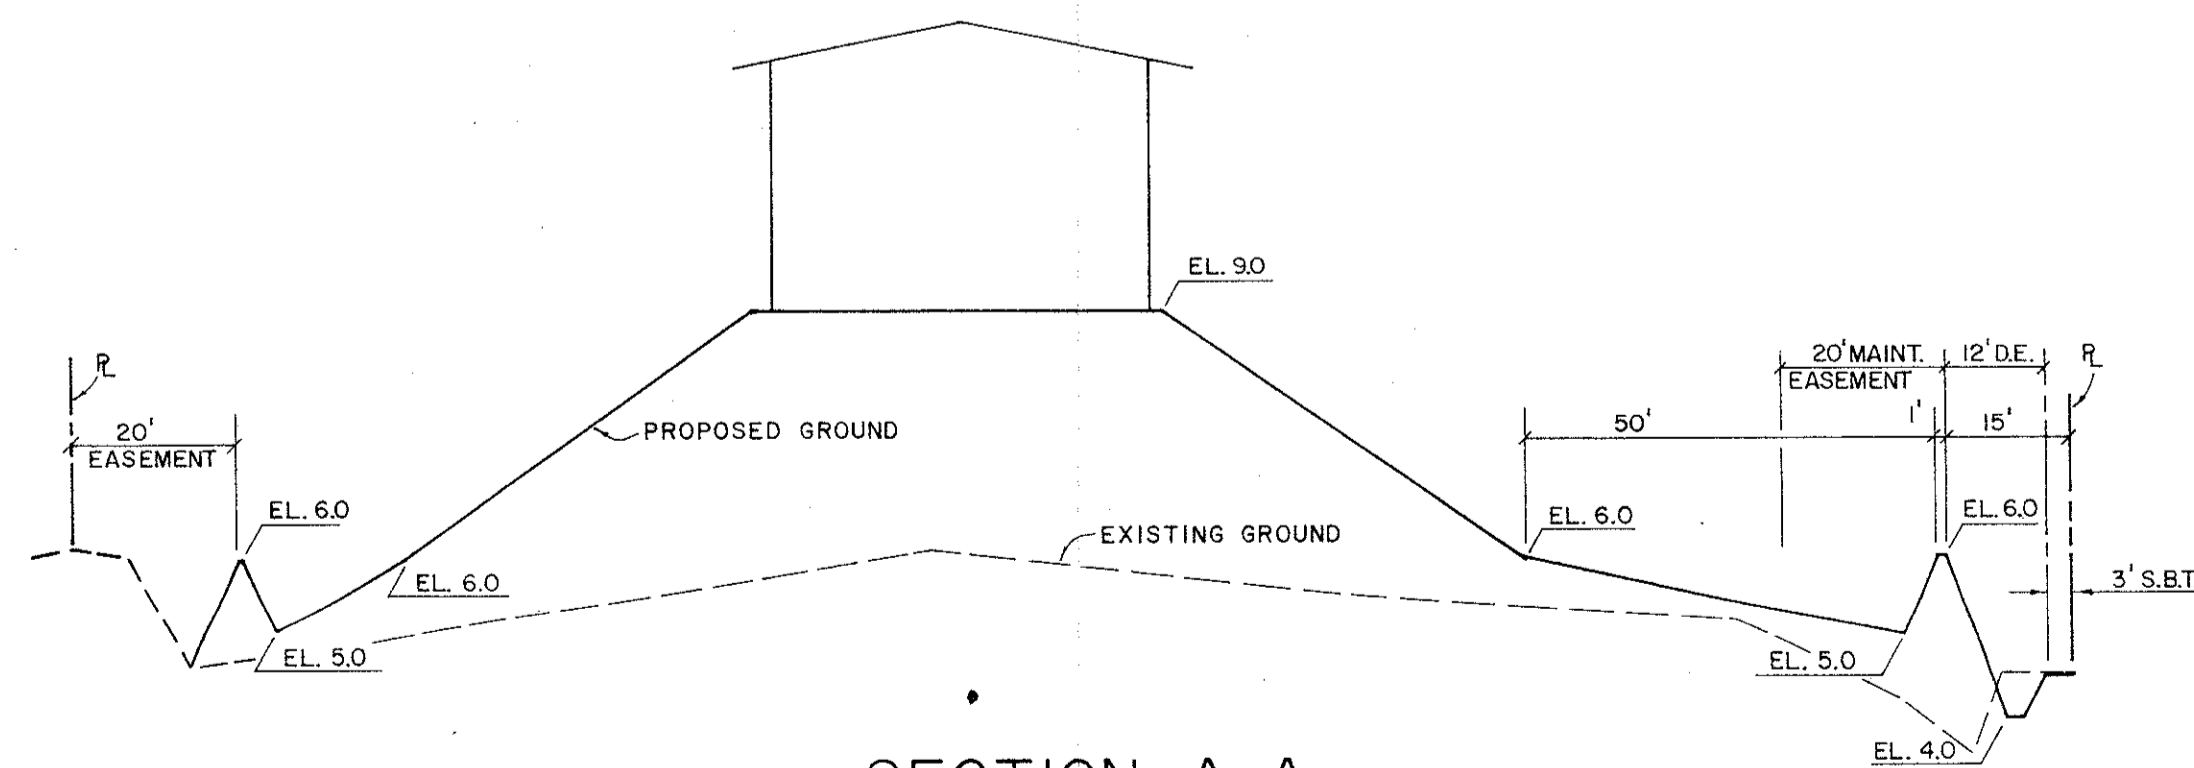 EL. 9.0
20' MAINT.
EASEMENT
12' D.E.
PL
PL
20'
EASEMENT
PROPOSED GROUND
50'
1'
15'
EL. 6.0
EXISTING GROUND
EL. 6.0
EL. 6.0
EL. 6.0
3' S.B.T
EL. 5.0
EL. 5.0
EL. 4.0
SECTION A-A